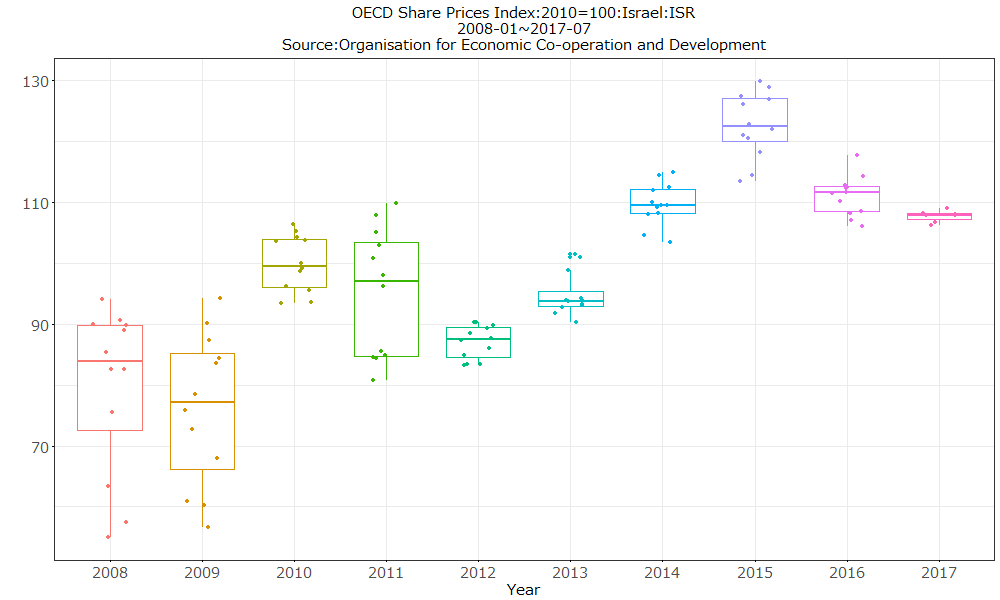 OECD Share Prices Index:2010=100:Israel:ISR
2008-01~2017-07
Source:Organisation for Economic Co-operation and Development
130
110
90
70
2008 2009 2010 2011 2012 2013 2014 2015 2016 2017
Year